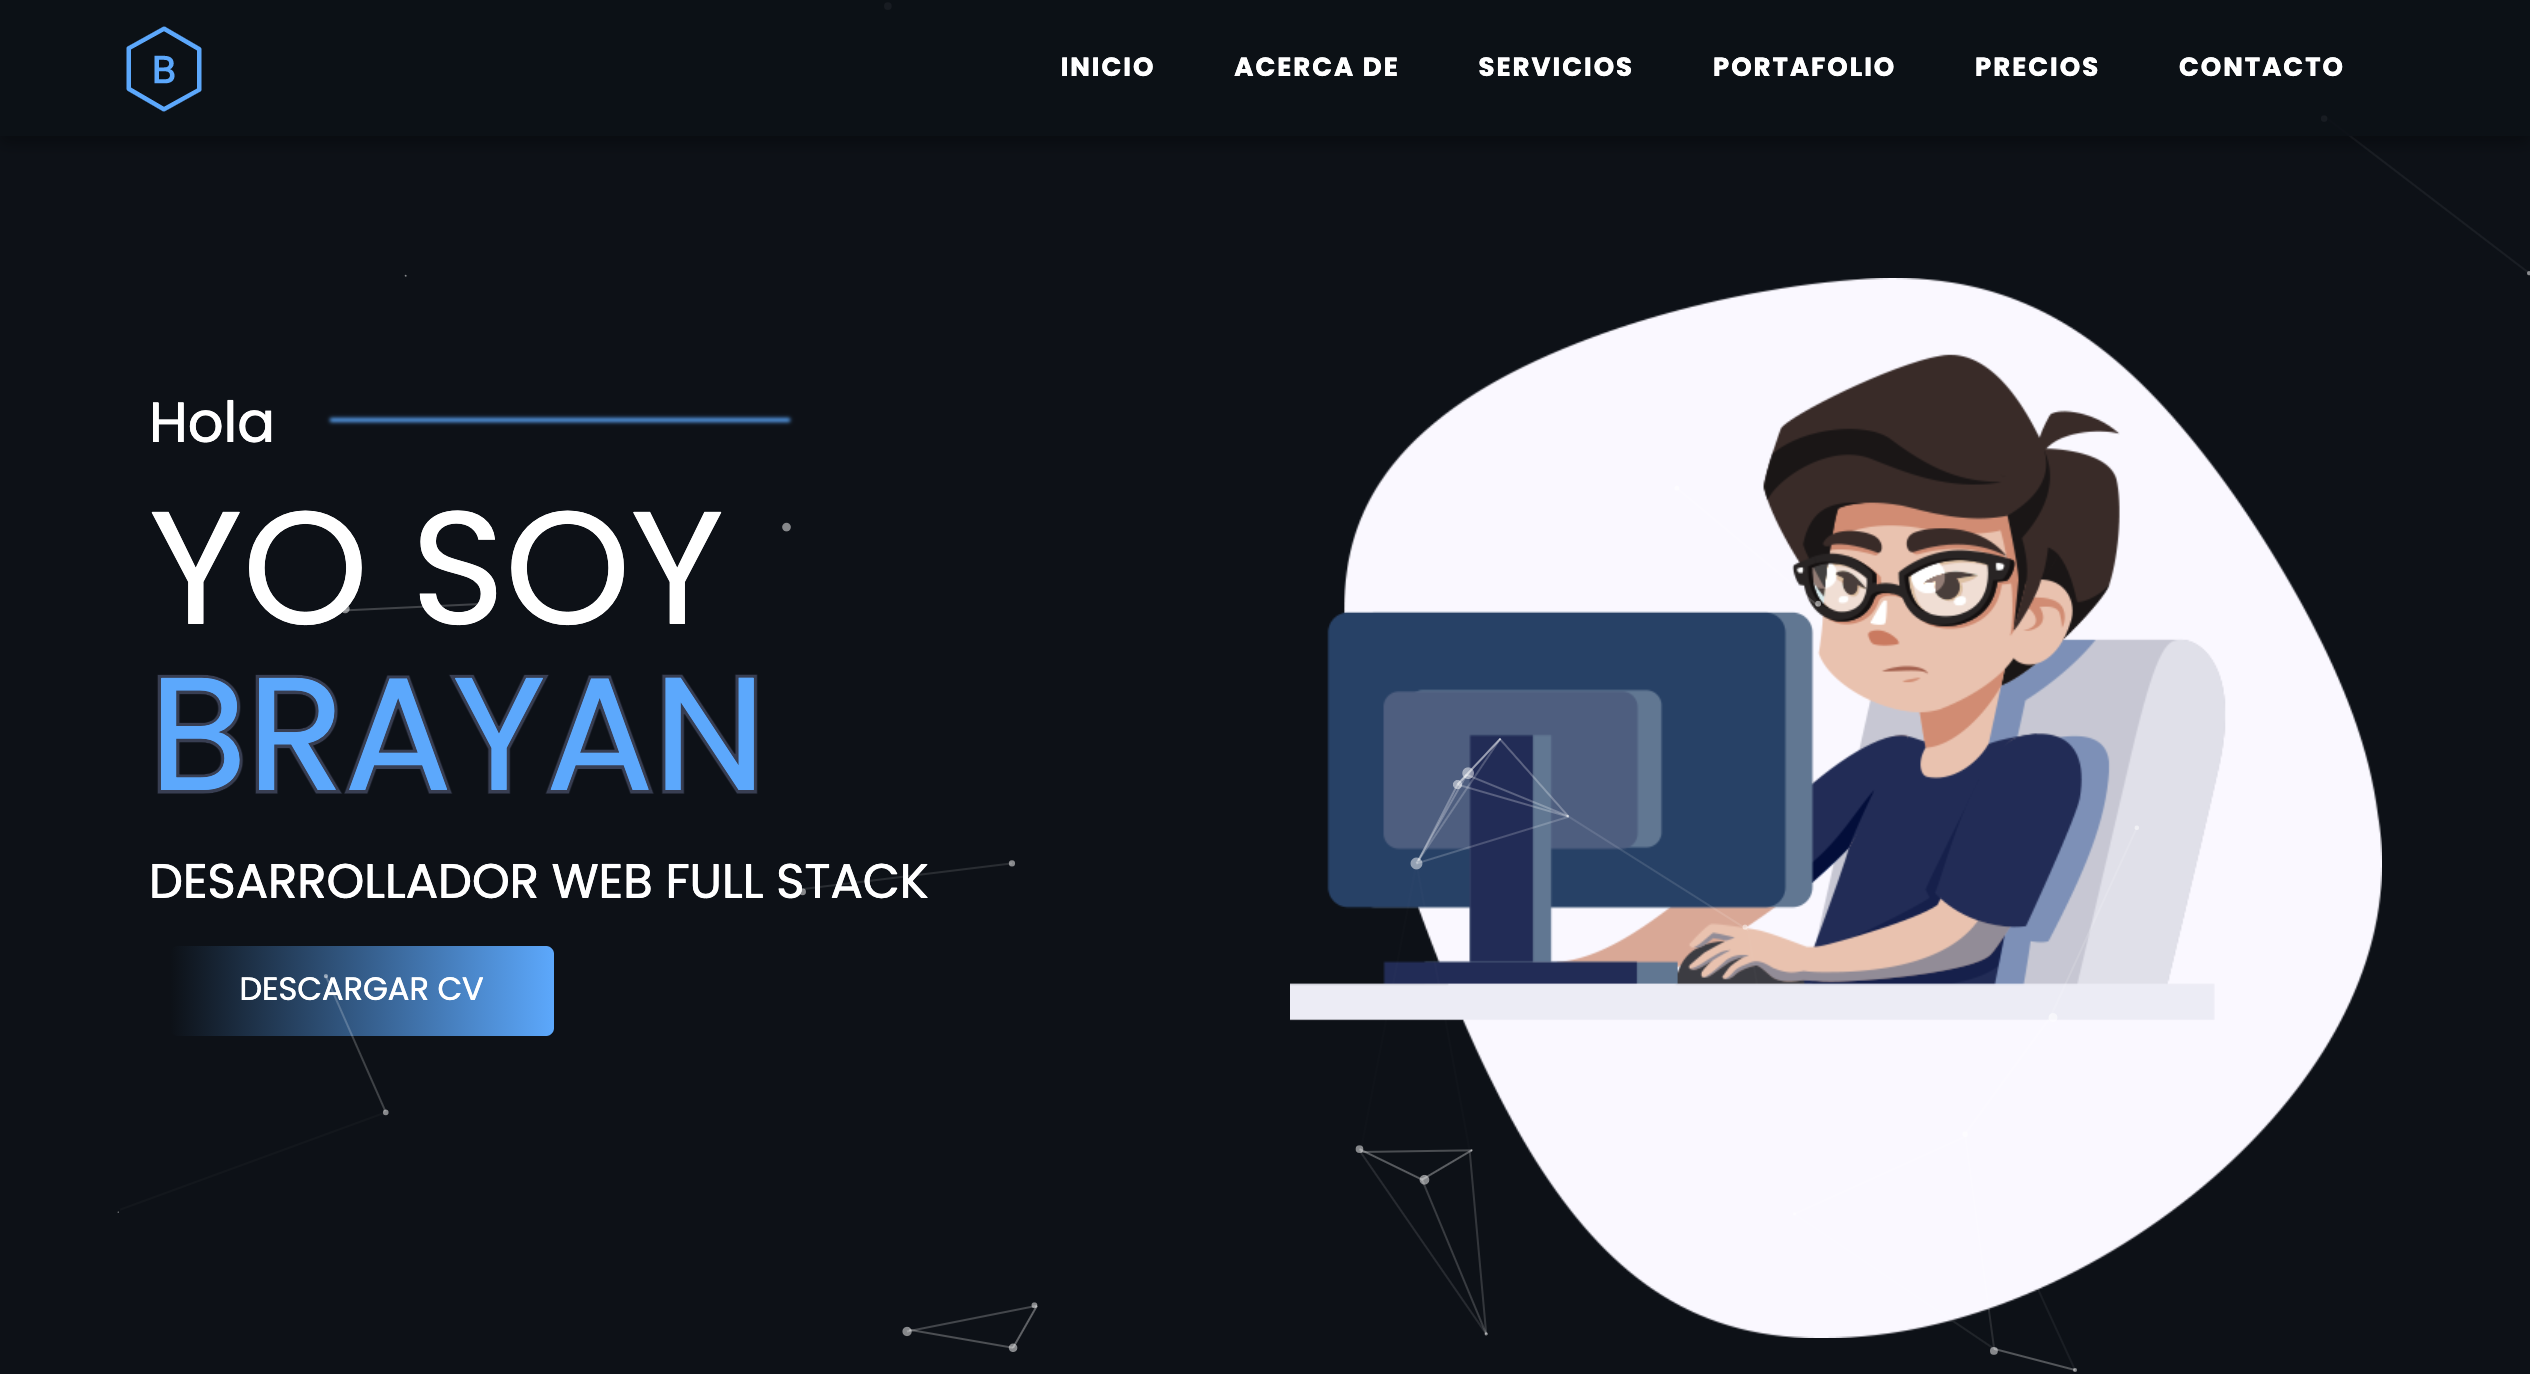 B
INICIO ACERCA DE SERVICIOS PORTAFOLIO PRECIOS CONTACTO
Hola
YO SOY
BRAYAN
DESARROLLADOR WEB FULL STACK
DESCARGAR CV